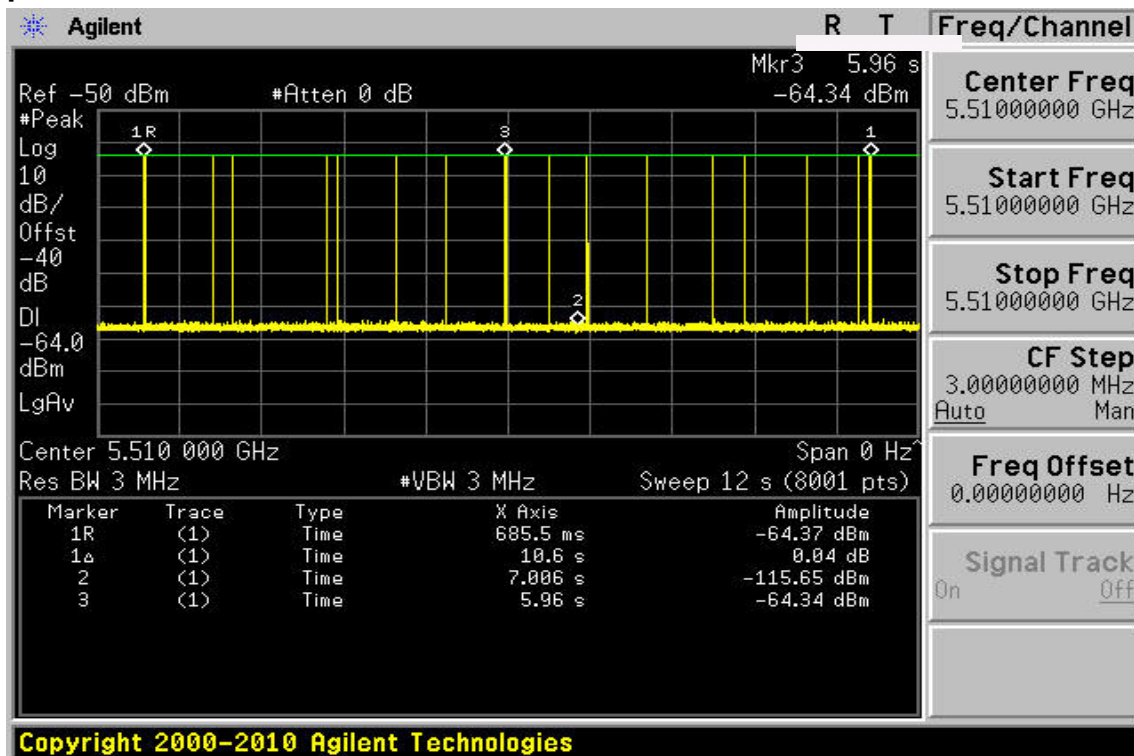 Agilent R T Freq/Channel
Mkr3 5.96 s
Ref -50 dBm #Atten 0 dB -64.34 dBm
#Peak
Log
10
dB/
Offst
-40
dB
DI
-64.0
dBm
LgAv
1R 3 1
2
Center 5.510 000 GHz Span 0 Hz^
Res BW 3 MHz #VBW 3 MHz Sweep 12 s (8001 pts)
Marker Trace Type X Axis Amplitude
1R (1) Time 685.5 ms -64.37 dBm
1Δ (1) Time 10.6 s 0.04 dB
2 (1) Time 7.006 s -115.65 dBm
3 (1) Time 5.96 s -64.34 dBm
Center Freq
5.51000000 GHz
Start Freq
5.51000000 GHz
Stop Freq
5.51000000 GHz
CF Step
3.00000000 MHz
Auto Man
Freq Offset
0.00000000 Hz
Signal Track
On Off
Copyright 2000-2010 Agilent Technologies